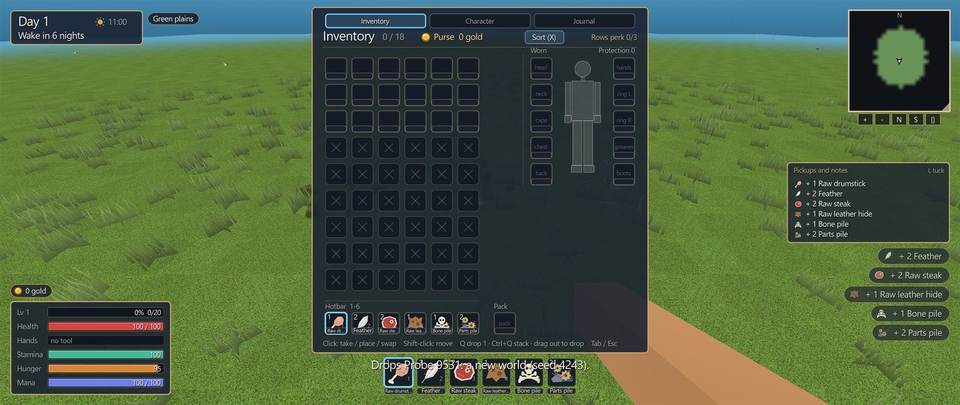 Day 1
11:00
Wake in 6 nights
Green plains
Inventory
Character
Journal
Inventory 0 / 18
Purse 0 gold
Sort (X)
Rows perk 0/3
Worn
Protection 0
head
hands
neck
ring L
cape
ring R
chest
greaves
back
boots
N
+ - N S
Pickups and notes
L luck
+ 1 Raw drumstick
+ 2 Feather
+ 2 Raw steak
+ 1 Raw leather hide
+ 1 Bone pile
+ 2 Parts pile
+ 2 Feather
+ 2 Raw steak
+ 1 Raw leather hide
+ 1 Bone pile
+ 2 Parts pile
0 gold
Lv 1 0% 0/20
Health 100 / 100
Hands no tool
Stamina 100
Hunger 95
Mana 100 / 100
Hotbar 1-6
Pack
Feather
Bone pile
Parts pile
back
Click: take / place / swap Shift-click: move Q drop 1 · Ctrl+Q stack · drag out to drop Tab / Esc
Drops Probe 9531: a new world (seed 4243).
Raw drumst..
Feather
Raw steak
Raw leather..
Bone pile
Parts pile